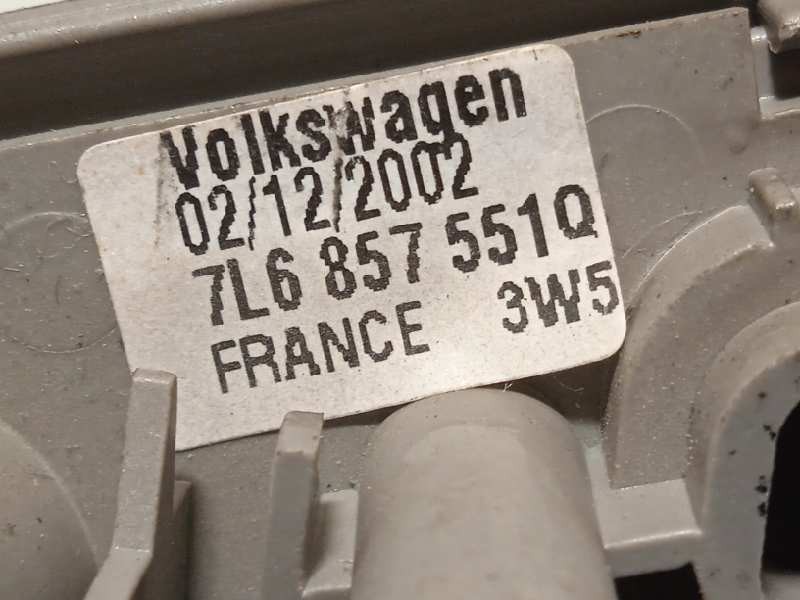 Volkswagen
02/12/2002
7L6 857 551Q
FRANCE 3W5